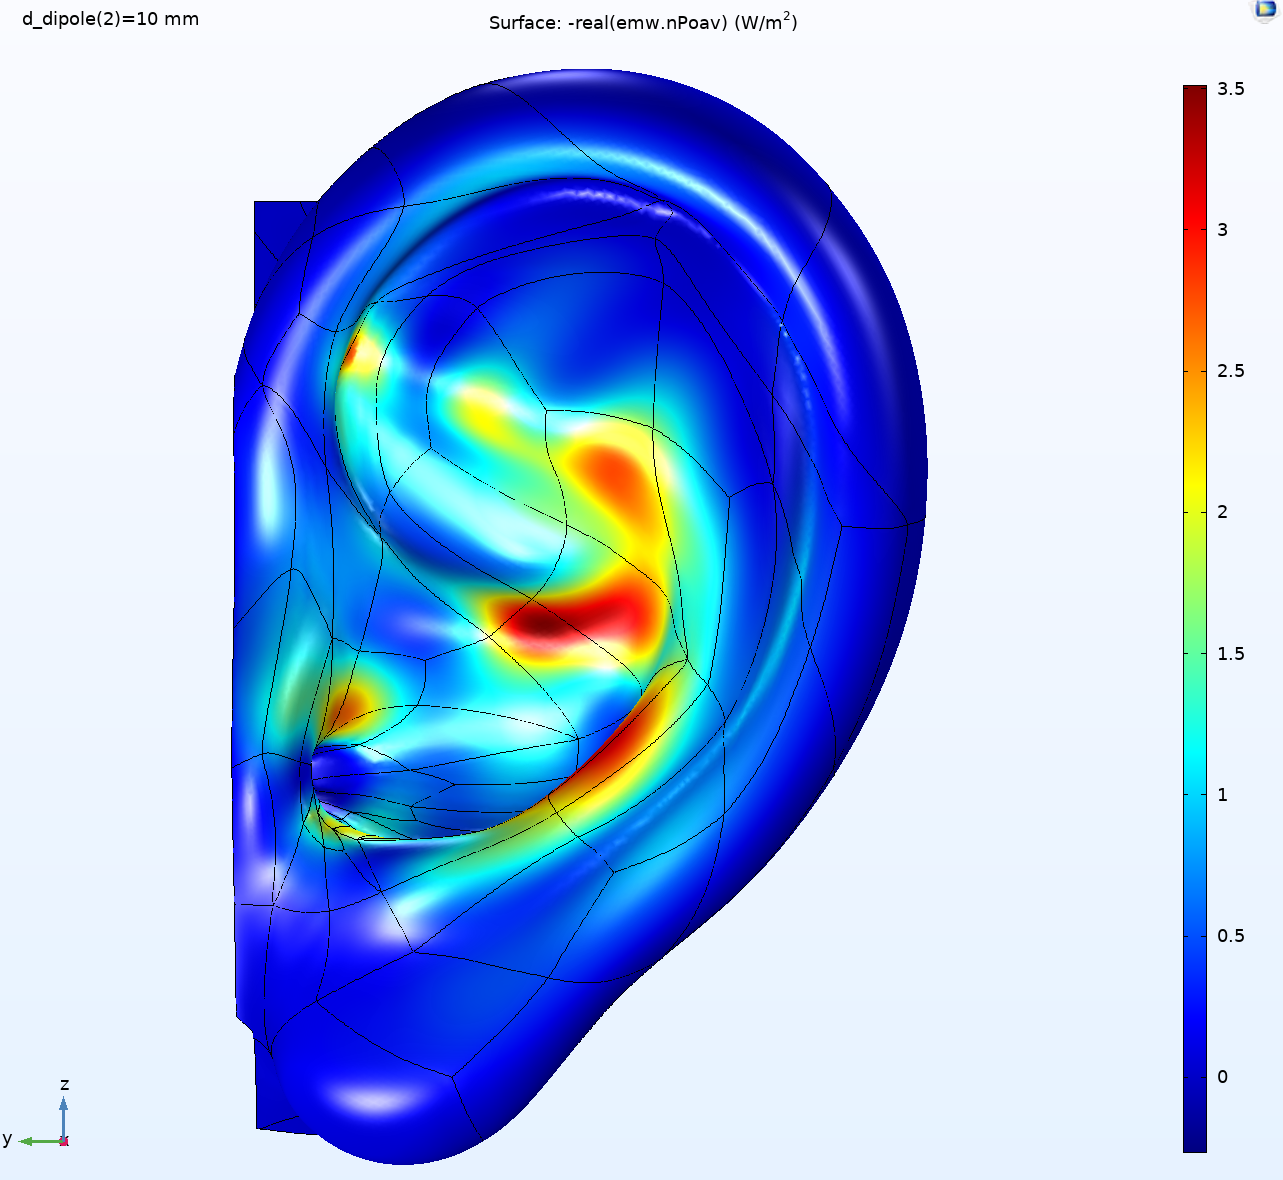 d_dipole(2)=10 mm
Surface: -real(emw.nPoav) (W/m²)
3.5
3
2.5
2
1.5
1
0.5
0
z
y
x